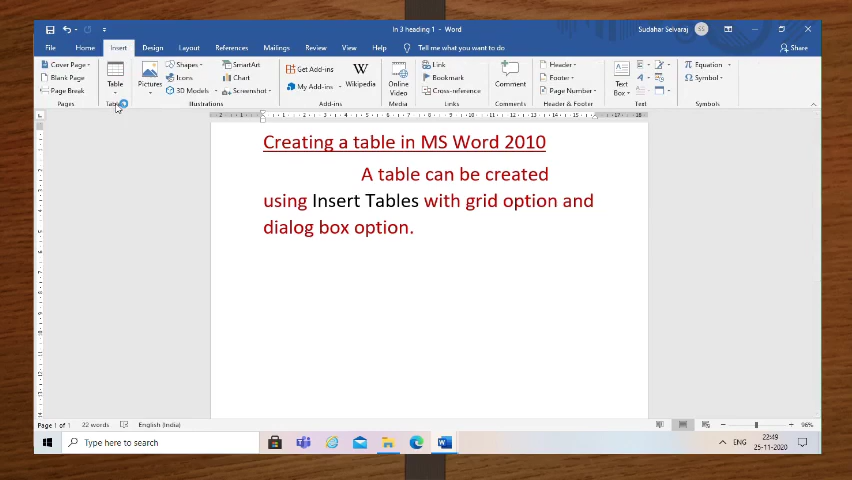 In 3 heading 1 - Word
Sudahar Selvaraj
SS
File Home Insert Design Layout References Mailings Review View Help Tell me what you want to do Share
Cover Page
Blank Page
Page Break
Pages
Table
Pictures
Shapes
Icons
3D Models
SmartArt
Chart
Screenshot
Illustrations
Get Add-ins
My Add-ins
Wikipedia
Add-ins
Online
Video
Media
Link
Bookmark
Cross-reference
Links
Comment
Comments
Header
Footer
Page Number
Header & Footer
Text
Box
Text
Equation
Symbol
Symbols
Creating a table in MS Word 2010
A table can be created
using Insert Tables with grid option and
dialog box option.
Page 1 of 1 22 words English (India) 96%
Type here to search
ENG
22:49
25-11-2020